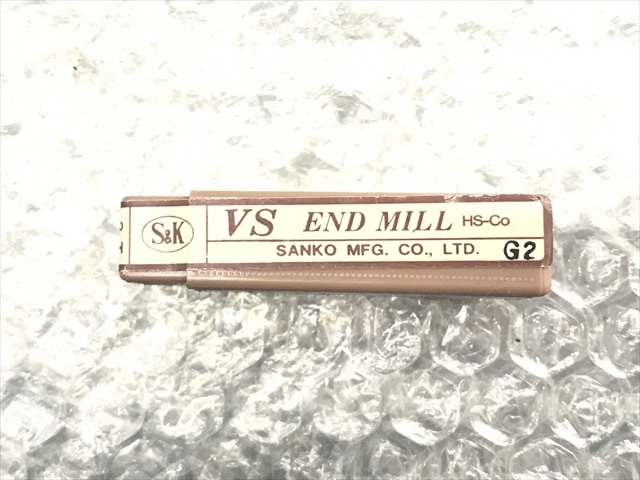 S&K
VS END MILL HS-Co
SANKO MFG. CO., LTD. G2